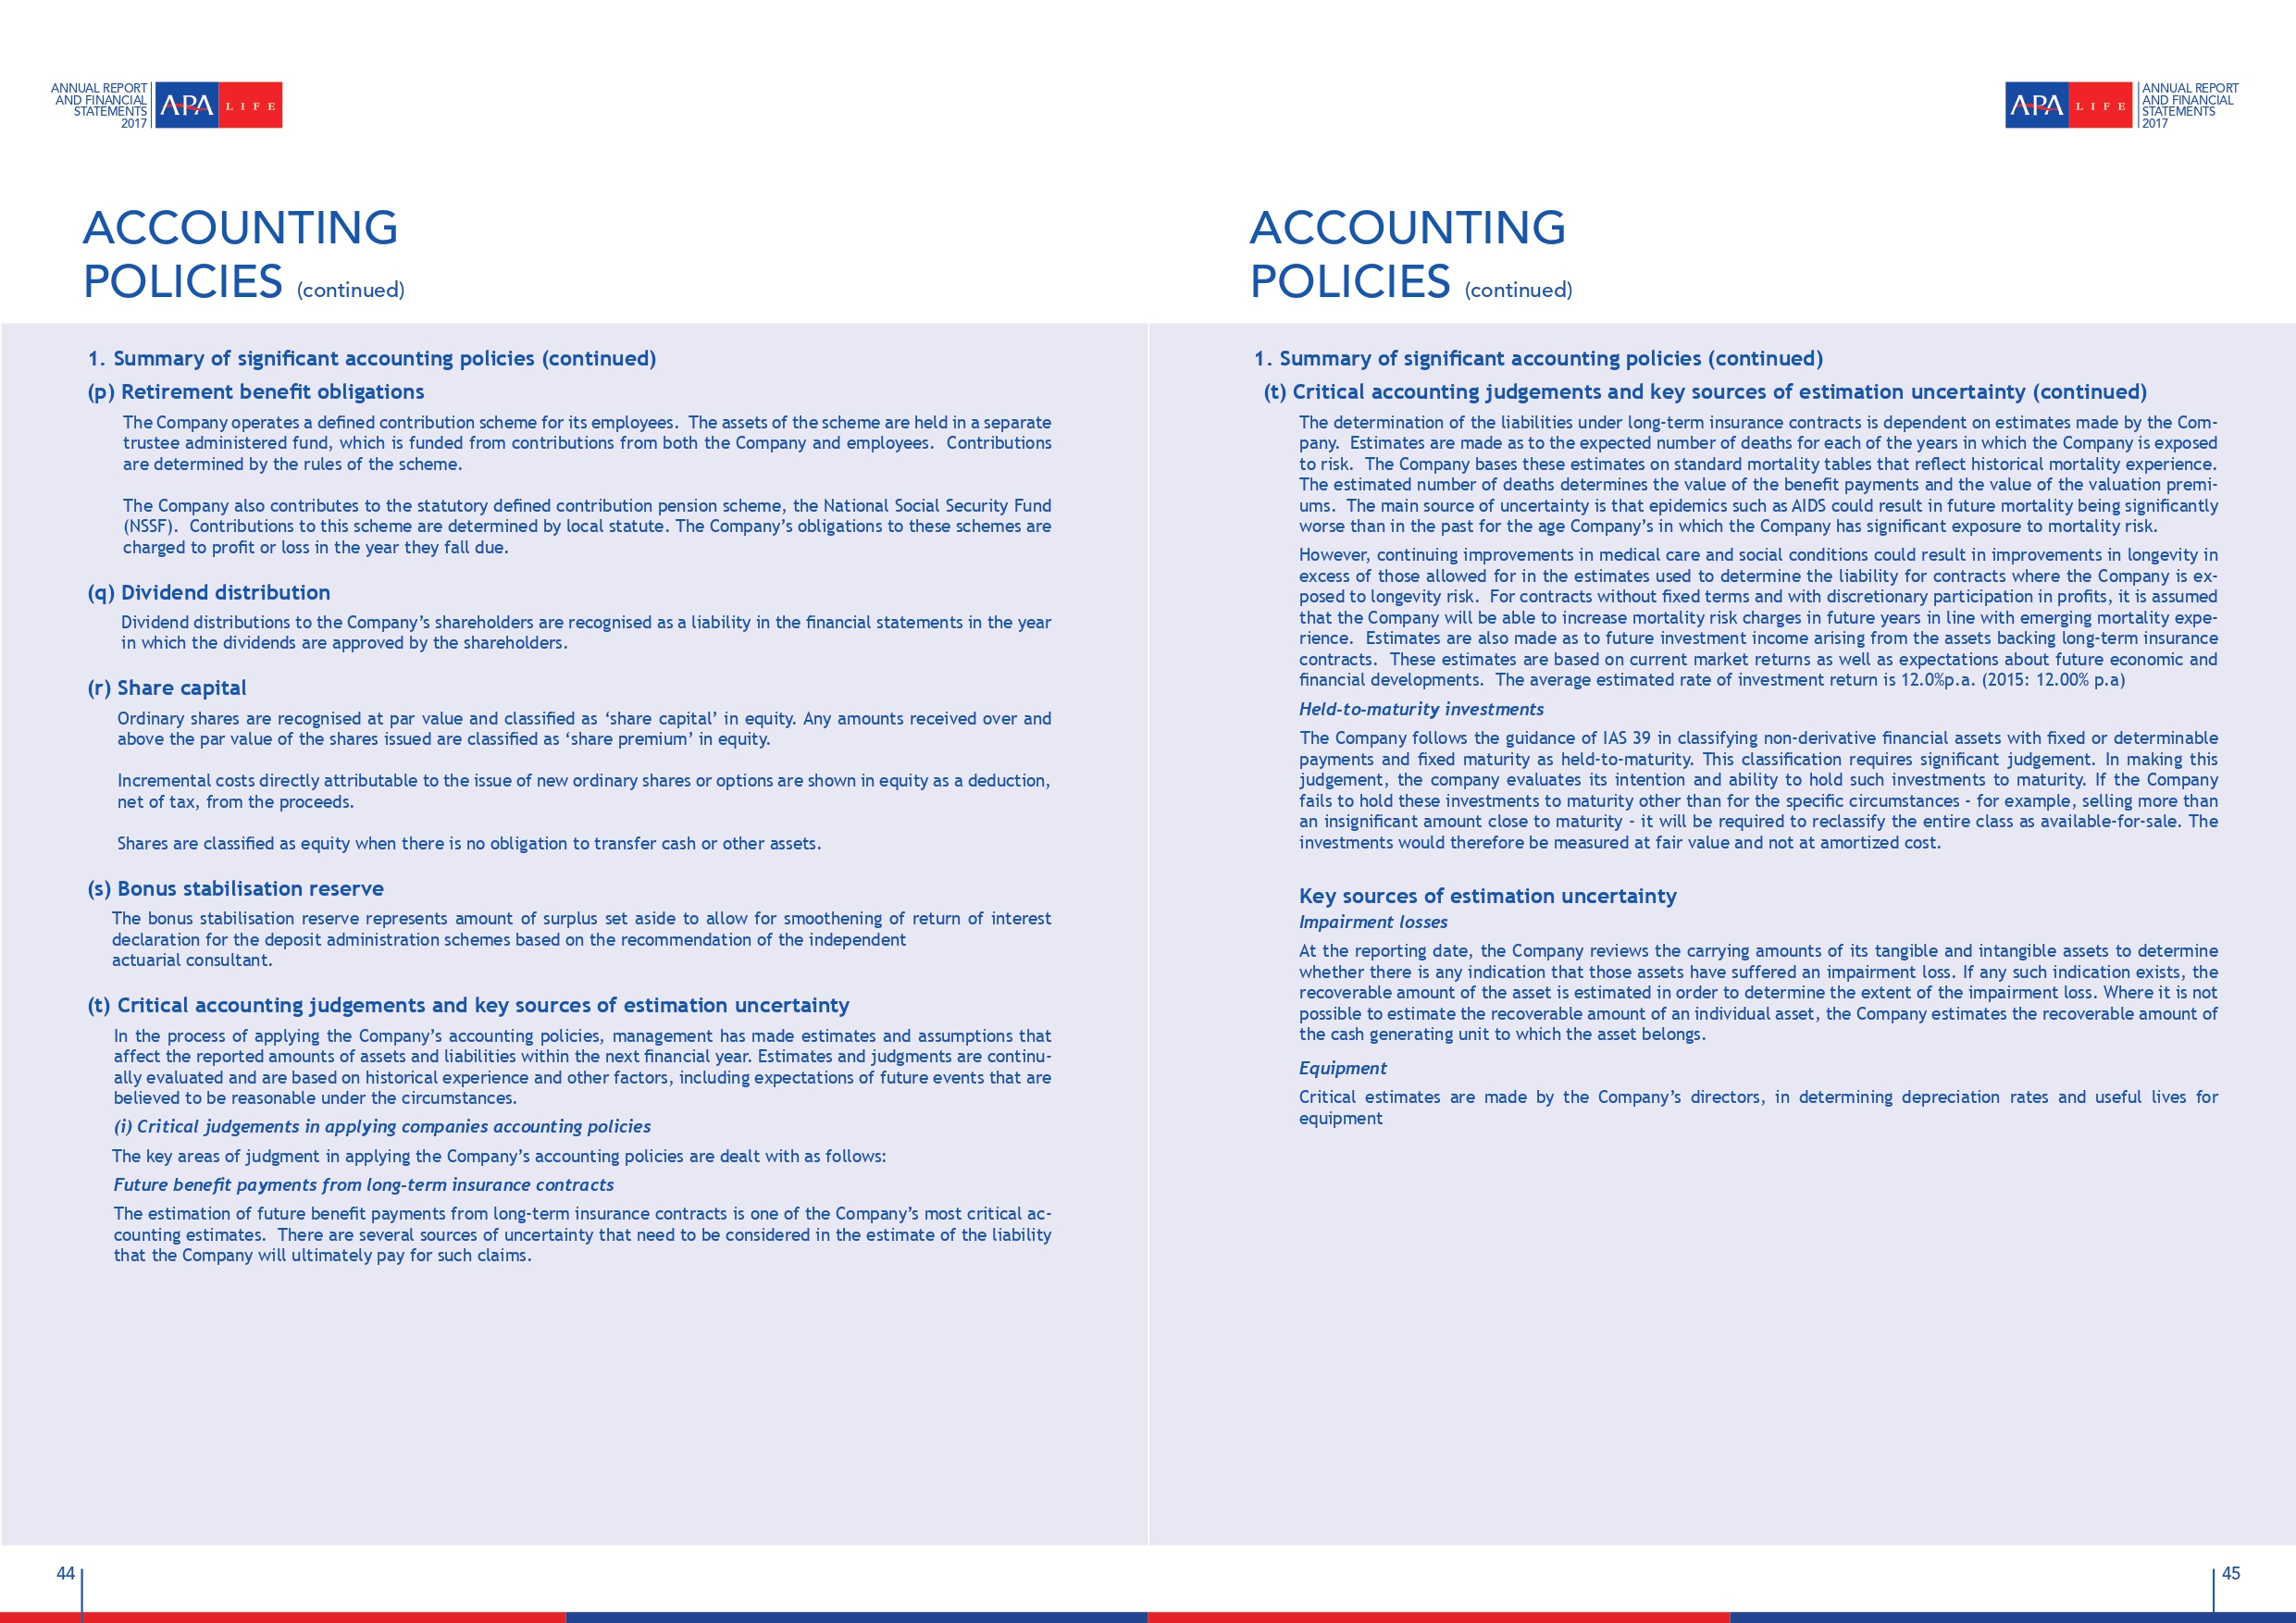 ANNUAL REPORT
AND FINANCIAL
STATEMENTS
2017
APA LIFE
ACCOUNTING
POLICIES (continued)
1. Summary of significant accounting policies (continued)
(p) Retirement benefit obligations
The Company operates a defined contribution scheme for its employees.  The assets of the scheme are held in a separate
trustee administered fund, which is funded from contributions from both the Company and employees.  Contributions
are determined by the rules of the scheme.
The Company also contributes to the statutory defined contribution pension scheme, the National Social Security Fund
(NSSF).  Contributions to this scheme are determined by local statute. The Company’s obligations to these schemes are
charged to profit or loss in the year they fall due.
(q) Dividend distribution
Dividend distributions to the Company’s shareholders are recognised as a liability in the financial statements in the year
in which the dividends are approved by the shareholders.
(r) Share capital
Ordinary shares are recognised at par value and classified as ‘share capital’ in equity. Any amounts received over and
above the par value of the shares issued are classified as ‘share premium’ in equity.
Incremental costs directly attributable to the issue of new ordinary shares or options are shown in equity as a deduction,
net of tax, from the proceeds.
Shares are classified as equity when there is no obligation to transfer cash or other assets.
(s) Bonus stabilisation reserve
The bonus stabilisation reserve represents amount of surplus set aside to allow for smoothening of return of interest
declaration for the deposit administration schemes based on the recommendation of the independent
actuarial consultant.
(t) Critical accounting judgements and key sources of estimation uncertainty
In the process of applying the Company’s accounting policies, management has made estimates and assumptions that
affect the reported amounts of assets and liabilities within the next financial year. Estimates and judgments are continu-
ally evaluated and are based on historical experience and other factors, including expectations of future events that are
believed to be reasonable under the circumstances.
(i) Critical judgements in applying companies accounting policies
The key areas of judgment in applying the Company’s accounting policies are dealt with as follows:
Future benefit payments from long-term insurance contracts
The estimation of future benefit payments from long-term insurance contracts is one of the Company’s most critical ac-
counting estimates.  There are several sources of uncertainty that need to be considered in the estimate of the liability
that the Company will ultimately pay for such claims.
44
APA LIFE
ANNUAL REPORT
AND FINANCIAL
STATEMENTS
2017
ACCOUNTING
POLICIES (continued)
1. Summary of significant accounting policies (continued)
(t) Critical accounting judgements and key sources of estimation uncertainty (continued)
The determination of the liabilities under long-term insurance contracts is dependent on estimates made by the Com-
pany.  Estimates are made as to the expected number of deaths for each of the years in which the Company is exposed
to risk.  The Company bases these estimates on standard mortality tables that reflect historical mortality experience.
The estimated number of deaths determines the value of the benefit payments and the value of the valuation premi-
ums.  The main source of uncertainty is that epidemics such as AIDS could result in future mortality being significantly
worse than in the past for the age Company’s in which the Company has significant exposure to mortality risk.
However, continuing improvements in medical care and social conditions could result in improvements in longevity in
excess of those allowed for in the estimates used to determine the liability for contracts where the Company is ex-
posed to longevity risk.  For contracts without fixed terms and with discretionary participation in profits, it is assumed
that the Company will be able to increase mortality risk charges in future years in line with emerging mortality expe-
rience.  Estimates are also made as to future investment income arising from the assets backing long-term insurance
contracts.  These estimates are based on current market returns as well as expectations about future economic and
financial developments.  The average estimated rate of investment return is 12.0%p.a. (2015: 12.00% p.a)
Held-to-maturity investments
The Company follows the guidance of IAS 39 in classifying non-derivative financial assets with fixed or determinable
payments and fixed maturity as held-to-maturity. This classification requires significant judgement. In making this
judgement, the company evaluates its intention and ability to hold such investments to maturity. If the Company
fails to hold these investments to maturity other than for the specific circumstances - for example, selling more than
an insignificant amount close to maturity - it will be required to reclassify the entire class as available-for-sale. The
investments would therefore be measured at fair value and not at amortized cost.
Key sources of estimation uncertainty
Impairment losses
At the reporting date, the Company reviews the carrying amounts of its tangible and intangible assets to determine
whether there is any indication that those assets have suffered an impairment loss. If any such indication exists, the
recoverable amount of the asset is estimated in order to determine the extent of the impairment loss. Where it is not
possible to estimate the recoverable amount of an individual asset, the Company estimates the recoverable amount of
the cash generating unit to which the asset belongs.
Equipment
Critical estimates are made by the Company’s directors, in determining depreciation rates and useful lives for
equipment
45